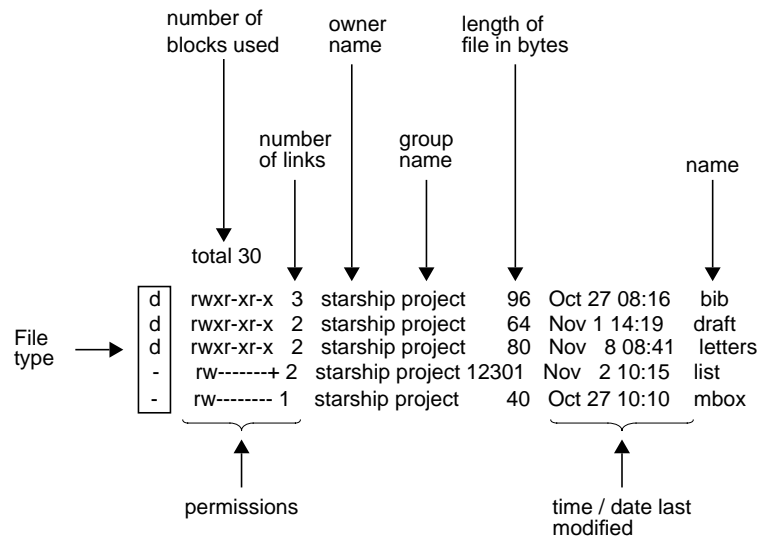 number of
blocks used
owner
name
length of
file in bytes
number
of links
group
name
name
total 30
File
type
d rwxr-xr-x 3 starship project 96 Oct 27 08:16 bib
d rwxr-xr-x 2 starship project 64 Nov 1 14:19 draft
d rwxr-xr-x 2 starship project 80 Nov 8 08:41 letters
- rw-------+ 2 starship project 12301 Nov 2 10:15 list
- rw-------- 1 starship project 40 Oct 27 10:10 mbox
permissions
time / date last
modified